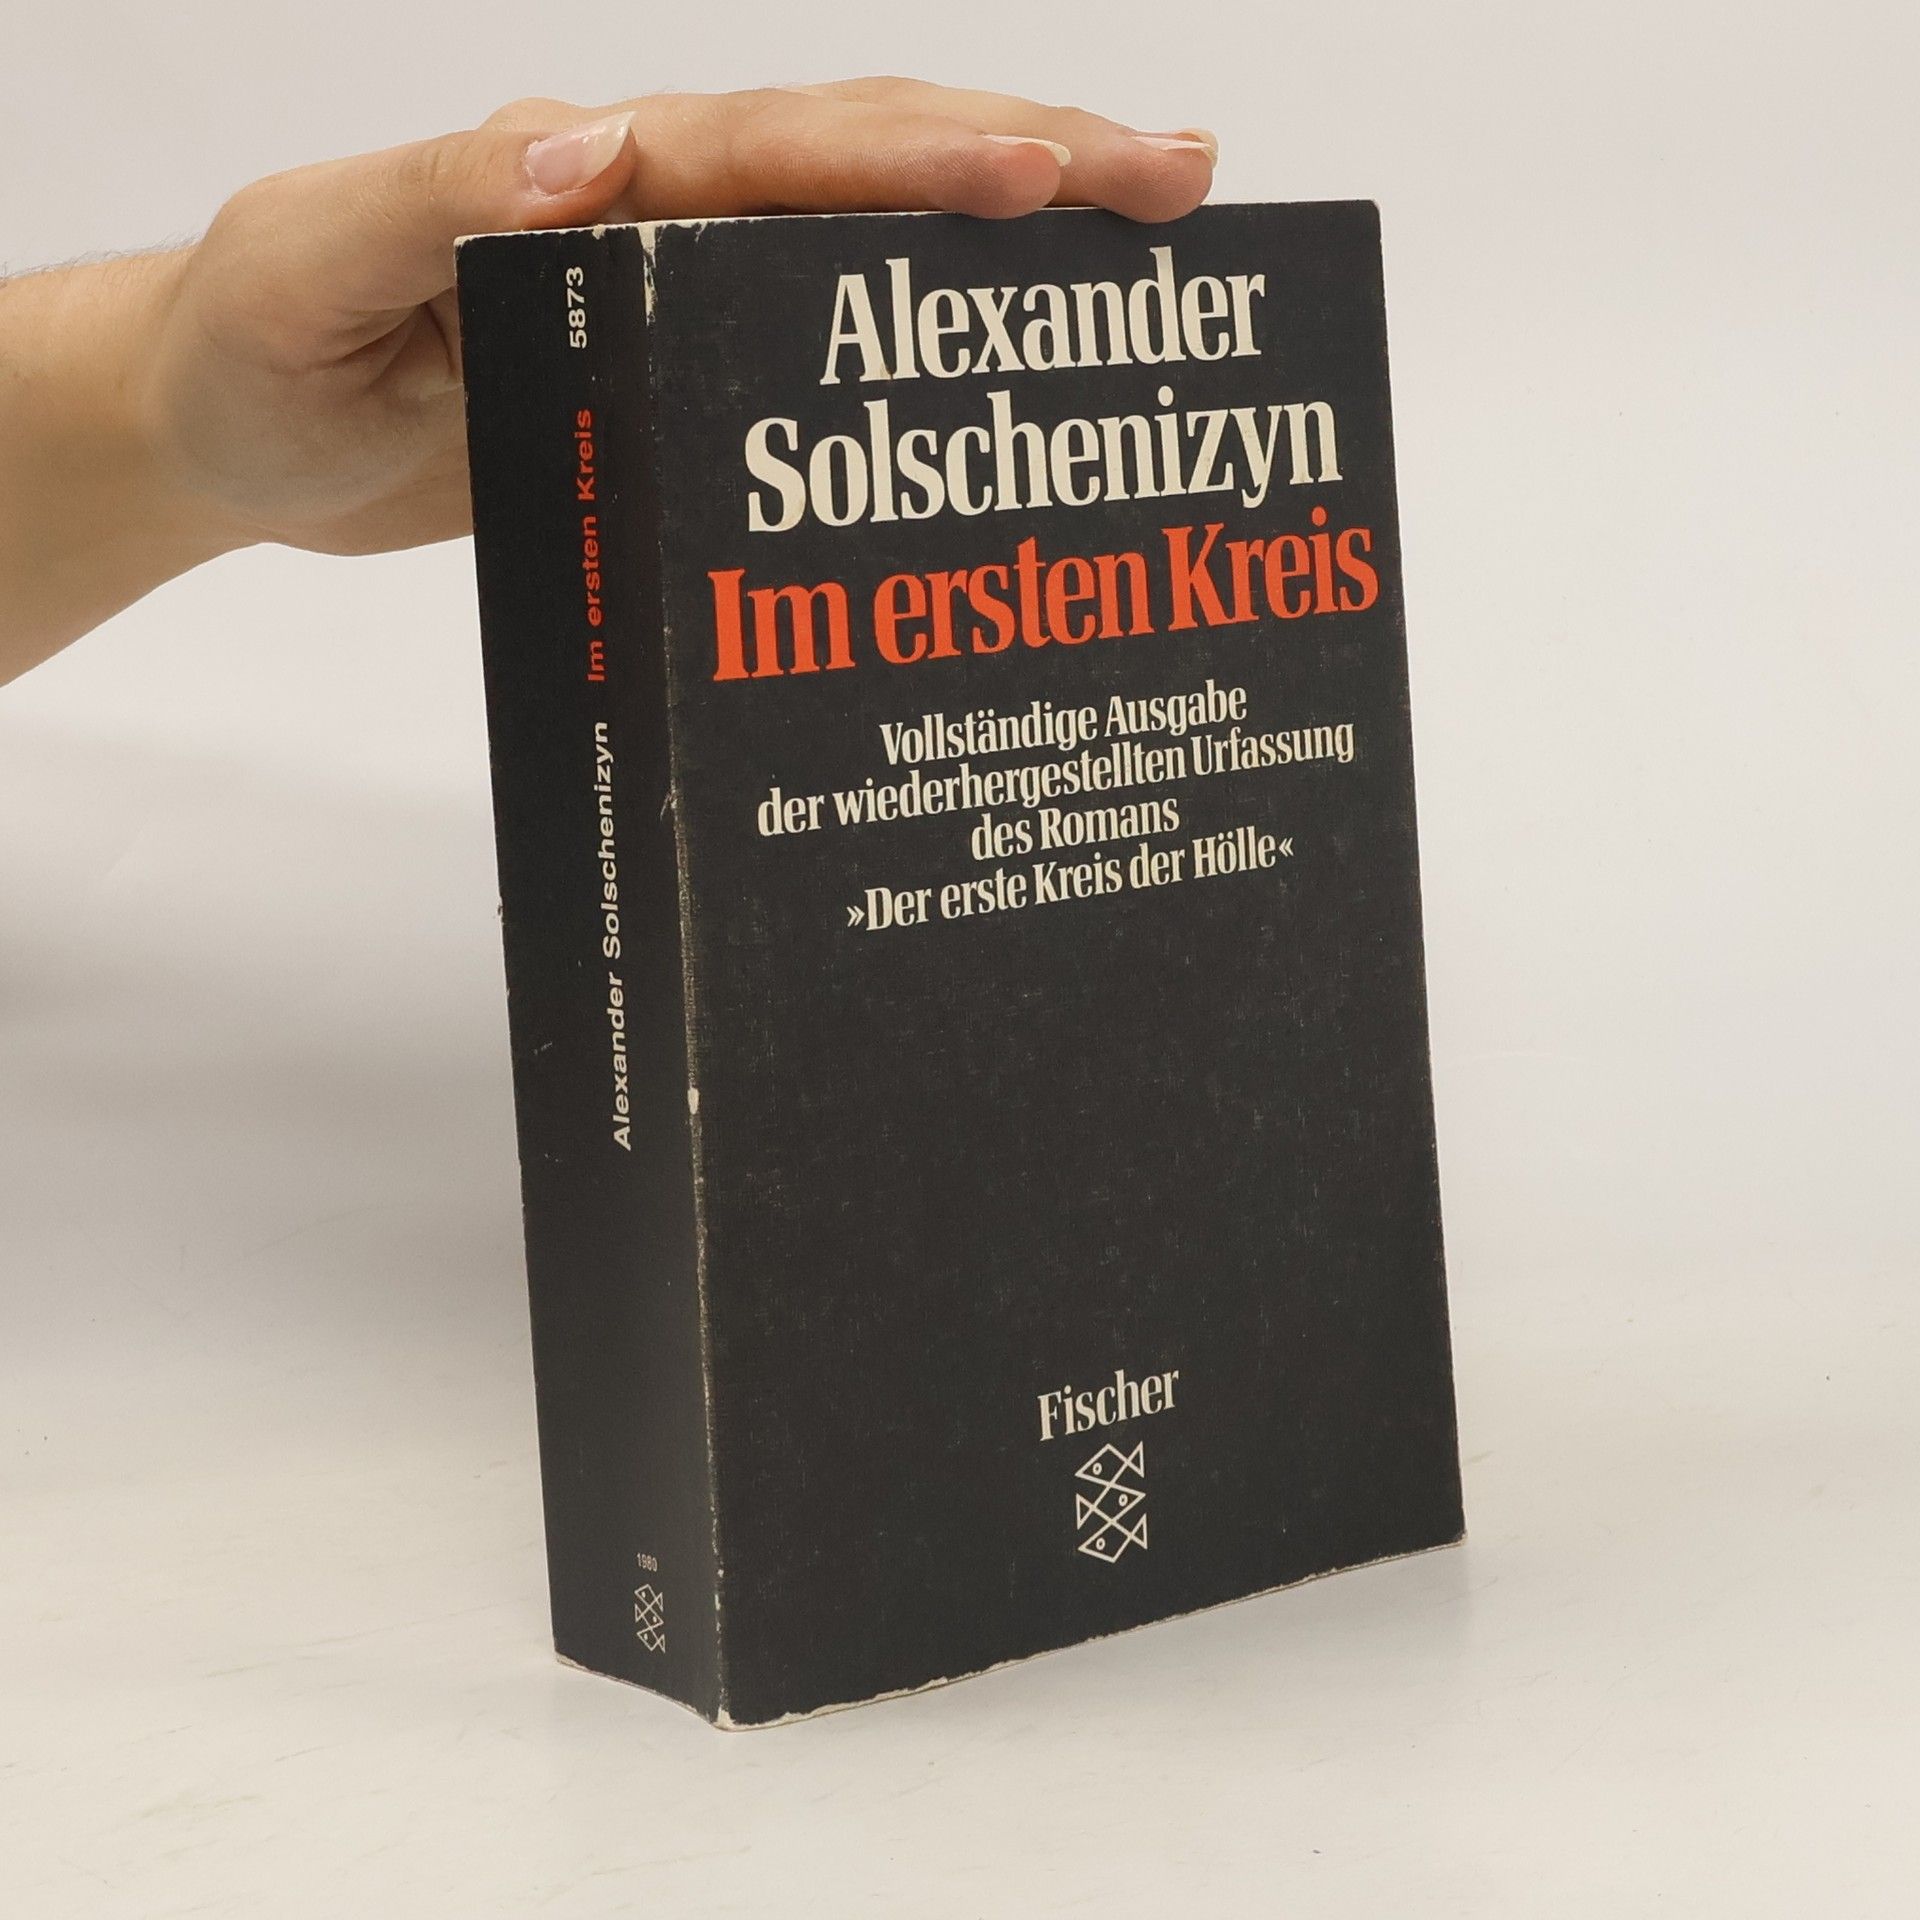 Alexander
Solschenizyn
Im ersten Kreis
Vollständige Ausgabe
der wiederhergestellten Urfassung
des Romans
»Der erste Kreis der Hölle«
Fischer
Alexander Solschenizyn Im ersten Kreis 5873
1980